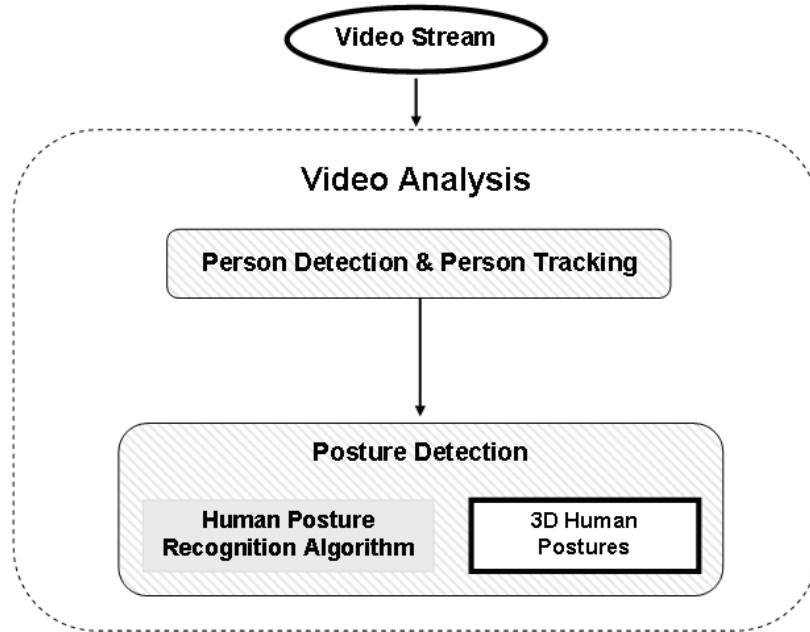 Video Stream
Video Analysis
Person Detection & Person Tracking
Posture Detection
Human Posture
Recognition Algorithm
3D Human
Postures